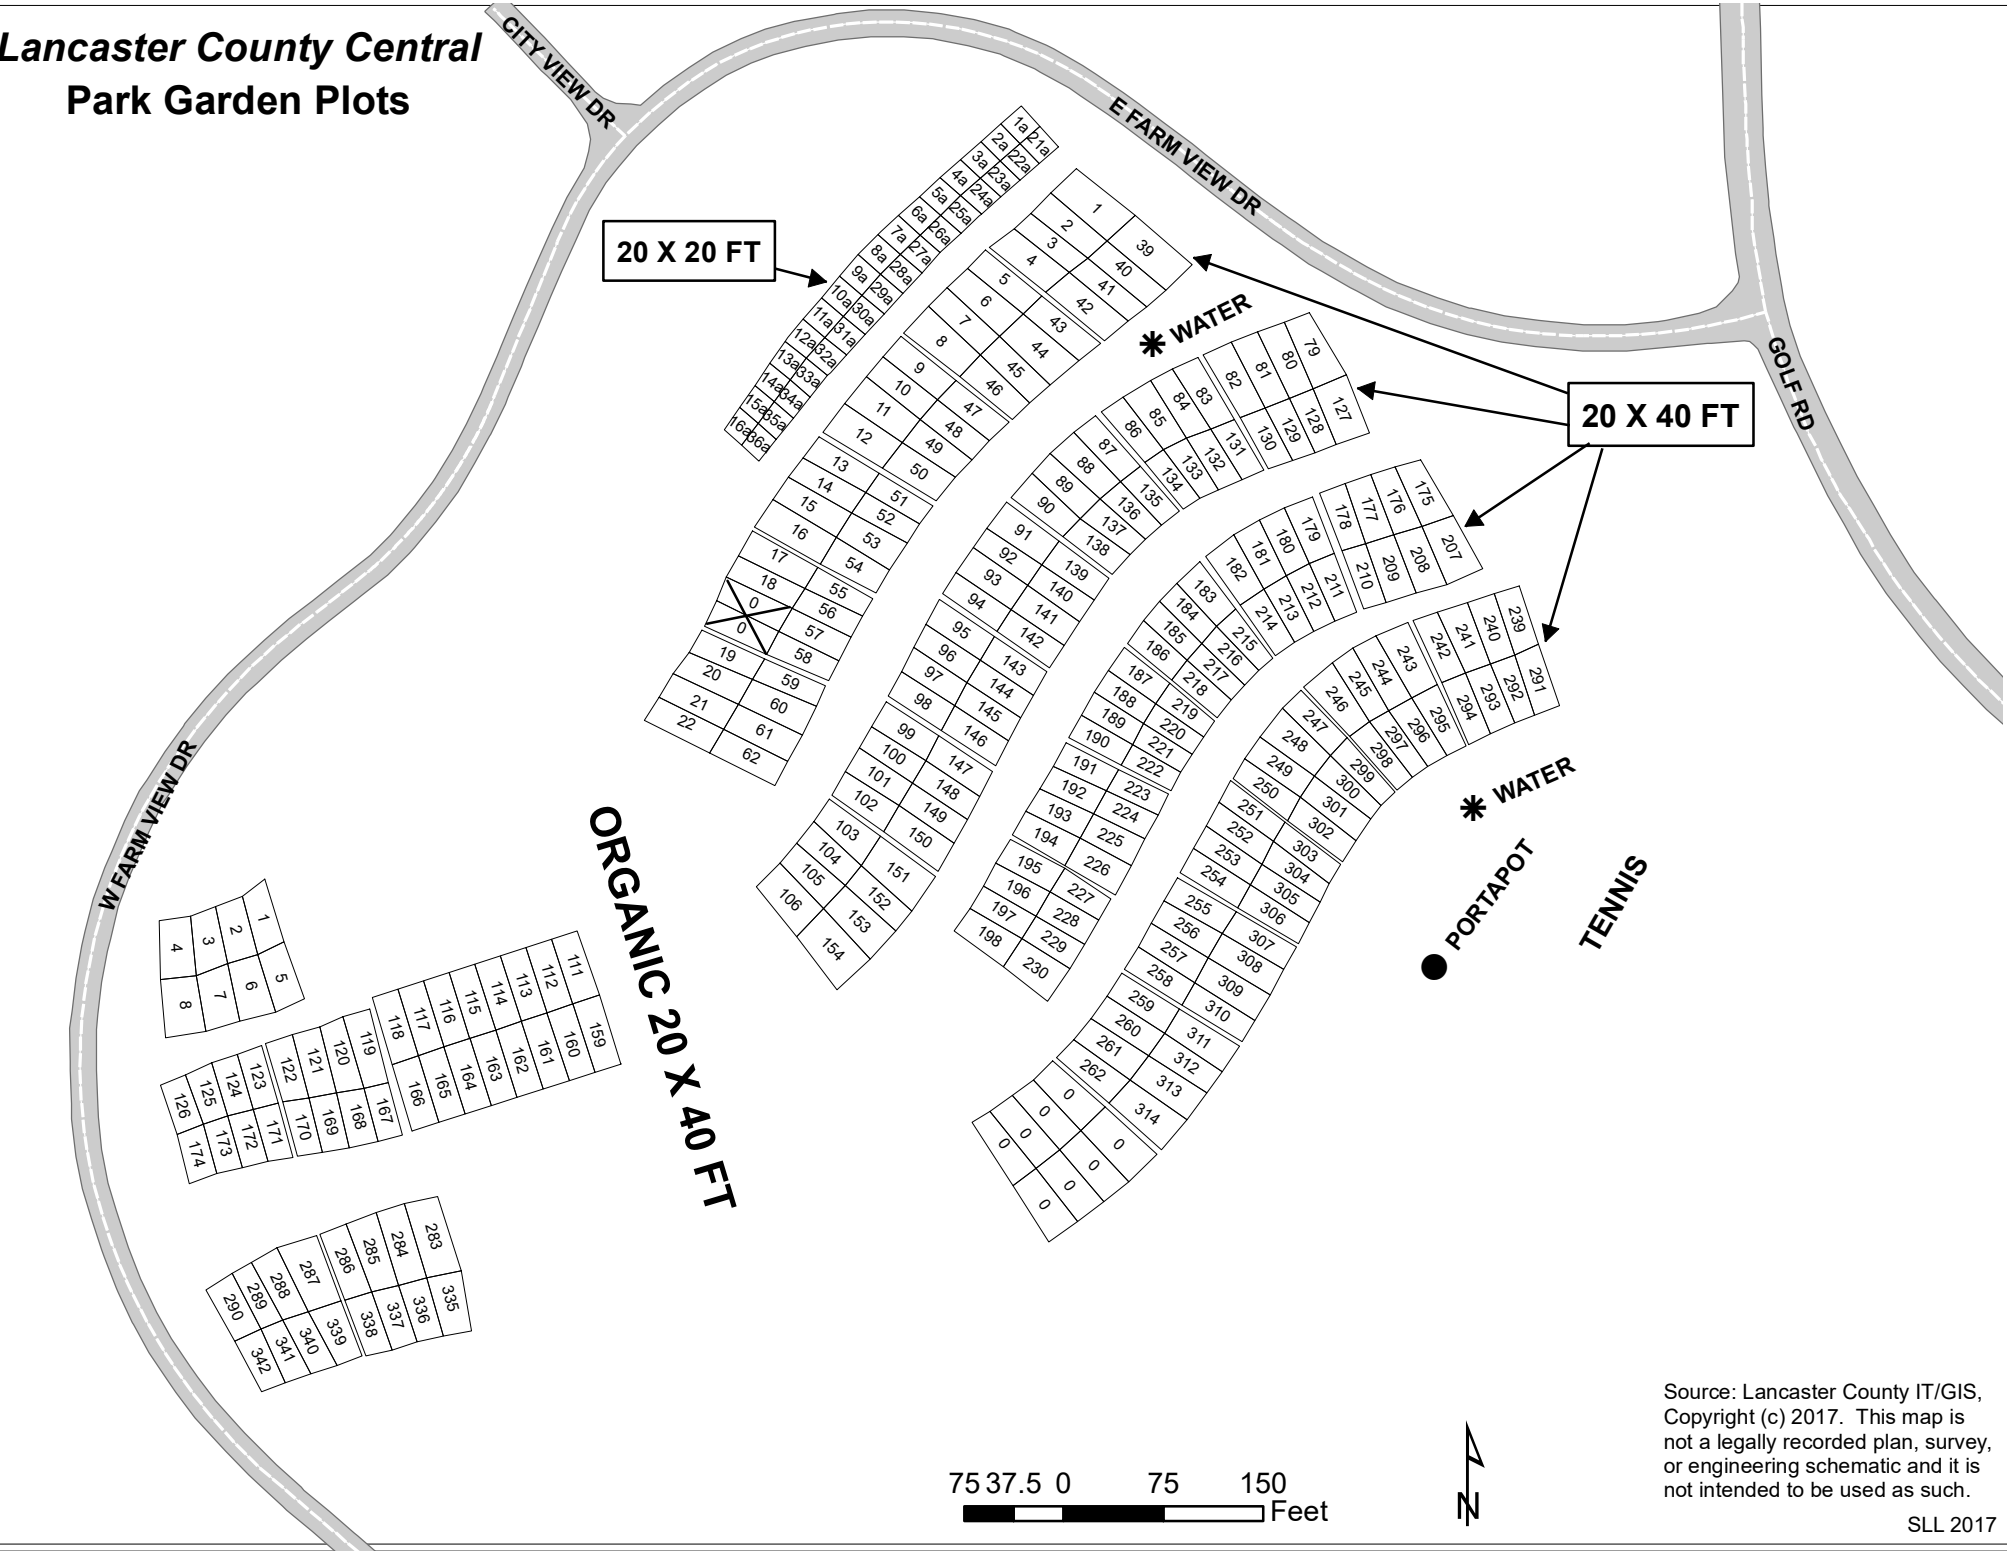 Lancaster County Central
Park Garden Plots
CITY VIEW DR
E FARM VIEW DR
GOLF RD
W FARM VIEW DR
20 X 20 FT
20 X 40 FT
WATER
WATER
PORTAPOT
TENNIS
ORGANIC 20 X 40 FT
1a 21a
2a 22a
3a 23a
4a 24a
5a 25a
6a 26a
7a 27a
8a 28a
9a 29a
10a 30a
11a 31a
12a 32a
13a 33a
14a 34a
15a 35a
16a 36a
1 39
2 40
3 41
4 42
5 43
6 44
7 45
8 46
9 47
10 48
11 49
12 50
13 51
14 52
15 53
16 54
17 55
18 56
0 57
0 58
19 59
20 60
21 61
22 62
79 127
80 128
81 129
82 130
83 131
84 132
85 133
86 134
87 135
88 136
89 137
90 138
91 139
92 140
93 141
94 142
95 143
96 144
97 145
98 146
99 147
100 148
101 149
102 150
103 151
104 152
105 153
106 154
175 207
176 208
177 209
178 210
179 211
180 212
181 213
182 214
183 215
184 216
185 217
186 218
187 219
188 220
189 221
190 222
191 223
192 224
193 225
194 226
195 227
196 228
197 229
198 230
239 291
240 292
241 293
242 294
243 295
244 296
245 297
246 298
247 299
248 300
249 301
250 302
251 303
252 304
253 305
254 306
255 307
256 308
257 309
258 310
259 311
260 312
261 313
262 314
0 0
0 0
0 0
0 0
4 3 2 1
8 7 6 5
118 117 116 115 114 113 112 111
166 165 164 163 162 161 160 159
126 125 124 123 122 121 120 119
174 173 172 171 170 169 168 167
290 289 288 287 286 285 284 283
342 341 340 339 338 337 336 335
75 37.5 0 75 150
Feet
N
Source: Lancaster County IT/GIS,
Copyright (c) 2017. This map is
not a legally recorded plan, survey,
or engineering schematic and it is
not intended to be used as such.
SLL 2017